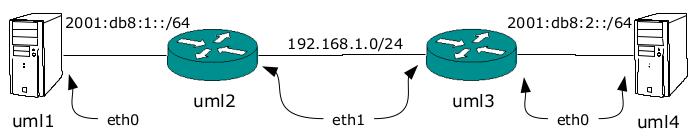 2001:db8:1::/64
192.168.1.0/24
2001:db8:2::/64
uml1
eth0
uml2
eth1
uml3
eth0
uml4